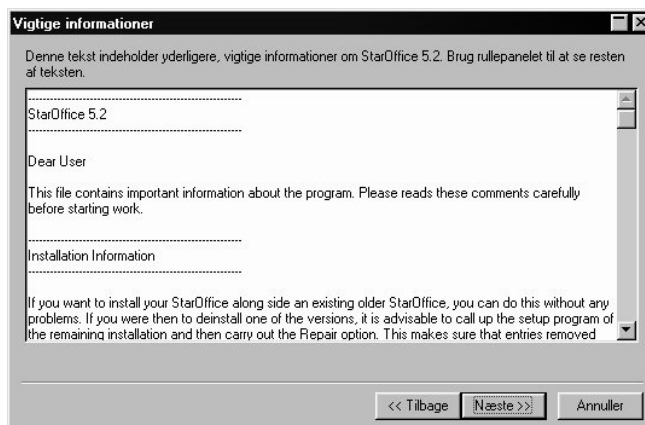 Vigtige informationer
Denne tekst indeholder yderligere, vigtige informationer om StarOffice 5.2. Brug rullepanelet til at se resten
af teksten.
------------------------------------------------------------
StarOffice 5.2
------------------------------------------------------------
Dear User
This file contains important information about the program. Please reads these comments carefully
before starting work.
------------------------------------------------------------
Installation Information
------------------------------------------------------------
If you want to install your StarOffice along side an existing older StarOffice, you can do this without any
problems. If you were then to deinstall one of the versions, it is advisable to call up the setup program of
the remaining installation and then carry out the Repair option. This makes sure that entries removed
<< Tilbage
Næste >>
Annuller